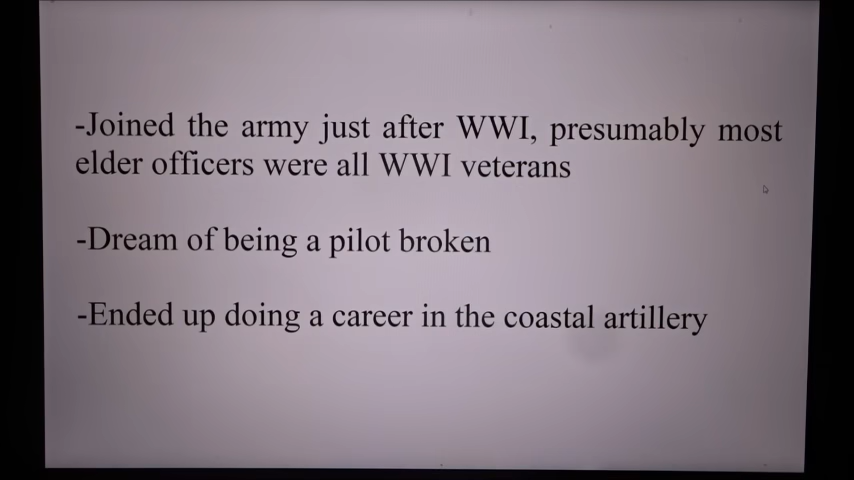 -Joined the army just after WWI, presumably most
elder officers were all WWI veterans
-Dream of being a pilot broken
-Ended up doing a career in the coastal artillery